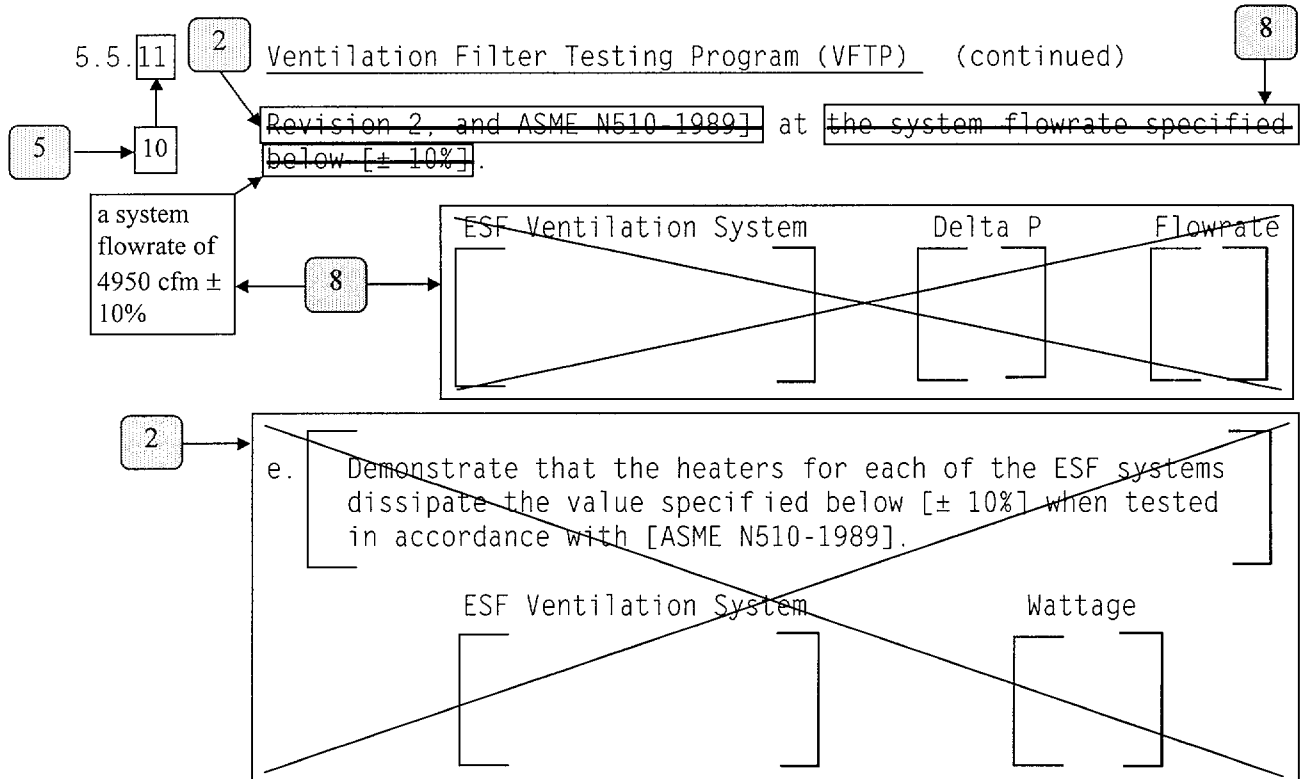 8
2
5.5.11 Ventilation Filter Testing Program (VFTP) (continued)
Revision 2, and ASME N510-1989] at the system flowrate specified
5
10
below [± 10%].
a system
flowrate of
4950 cfm ±
10%
8
ESF Ventilation System Delta P Flowrate
2
e. Demonstrate that the heaters for each of the ESF systems
dissipate the value specified below [± 10%] when tested
in accordance with [ASME N510-1989].
ESF Ventilation System Wattage